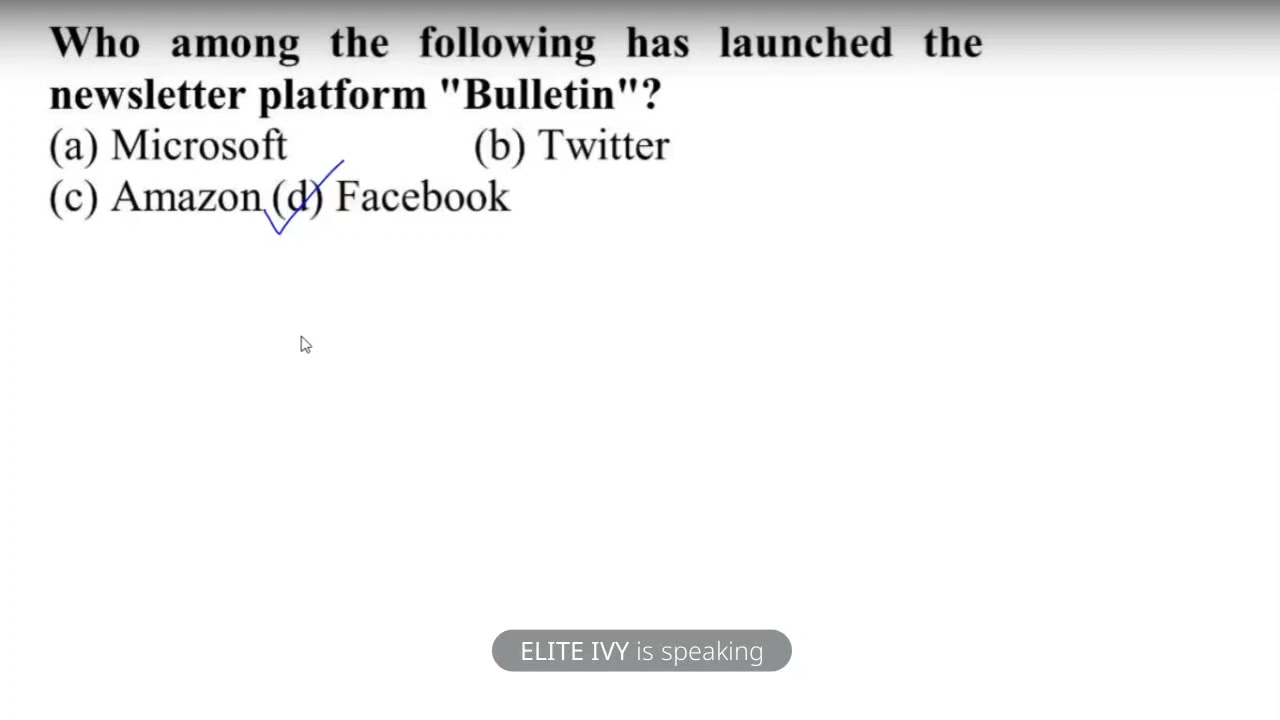 Who among the following has launched the
newsletter platform "Bulletin"?
(a) Microsoft (b) Twitter
(c) Amazon (d) Facebook
ELITE IVY is speaking